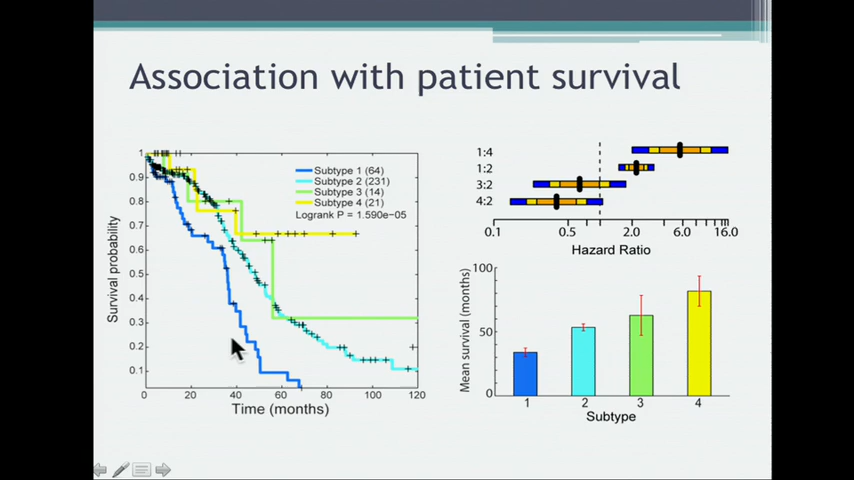 Association with patient survival
Survival probability
1
0.9
0.8
0.7
0.6
0.5
0.4
0.3
0.2
0.1
Subtype 1 (64)
Subtype 2 (231)
Subtype 3 (14)
Subtype 4 (21)
Logrank P = 1.590e-05
0 20 40 60 80 100 120
Time (months)
1:4
1:2
3:2
4:2
0.1 0.5 2.0 6.0 16.0
Hazard Ratio
Mean survival (months)
100
50
0
1 2 3 4
Subtype